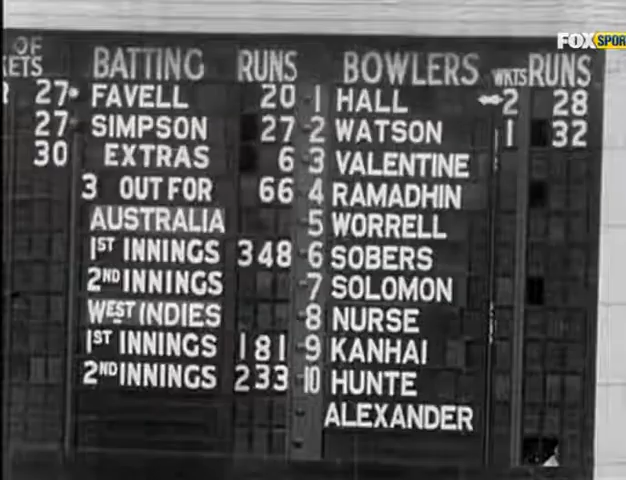 FOX SPOR
OF BATTING RUNS BOWLERS WKTS RUNS
KETS
27 FAVELL 20 1 HALL 2 28
27 SIMPSON 27 2 WATSON 1 32
30 EXTRAS 6 3 VALENTINE
3 OUT FOR 66 4 RAMADHIN
AUSTRALIA 5 WORRELL
1ST INNINGS 348 6 SOBERS
2ND INNINGS 7 SOLOMON
WEST INDIES 8 NURSE
1ST INNINGS 181 9 KANHAI
2ND INNINGS 233 10 HUNTE
ALEXANDER